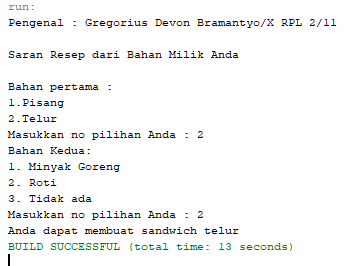 run:
Pengenal : Gregorius Devon Bramantyo/X RPL 2/11
Saran Resep dari Bahan Milik Anda
Bahan pertama :
1.Pisang
2.Telur
Masukkan no pilihan Anda : 2
Bahan Kedua:
1. Minyak Goreng
2. Roti
3. Tidak ada
Masukkan no pilihan Anda : 2
Anda dapat membuat sandwich telur
BUILD SUCCESSFUL (total time: 13 seconds)